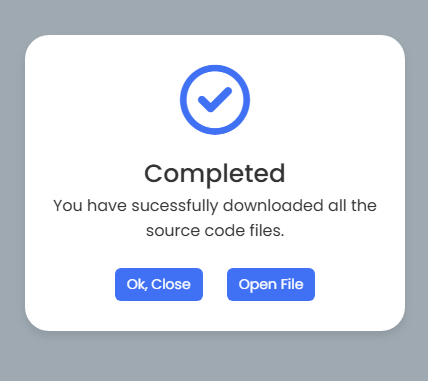 Completed
You have sucessfully downloaded all the
source code files.
Ok, Close
Open File